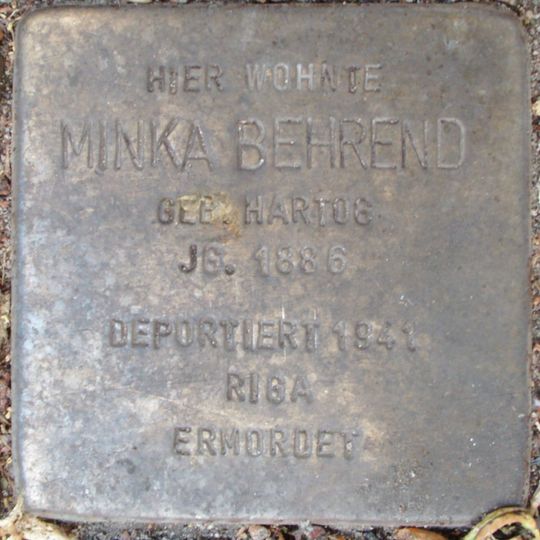 HIER WOHNTE
MINKA BEHREND
GEB. HARTOG
JG. 1886
DEPORTIERT 1941
RIGA
ERMORDET